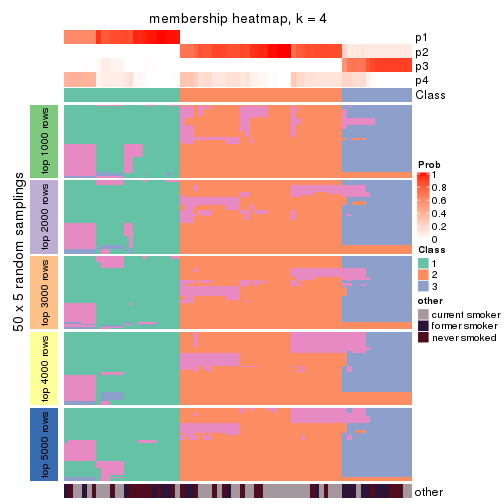 membership heatmap, k = 4
p1
p2
p3
p4
Class
50 x 5 random samplings
top 1000 rows
top 2000 rows
top 3000 rows
top 4000 rows
top 5000 rows
other
Prob
1
0.8
0.6
0.4
0.2
0
Class
1
2
3
other
current smoker
former smoker
never smoked